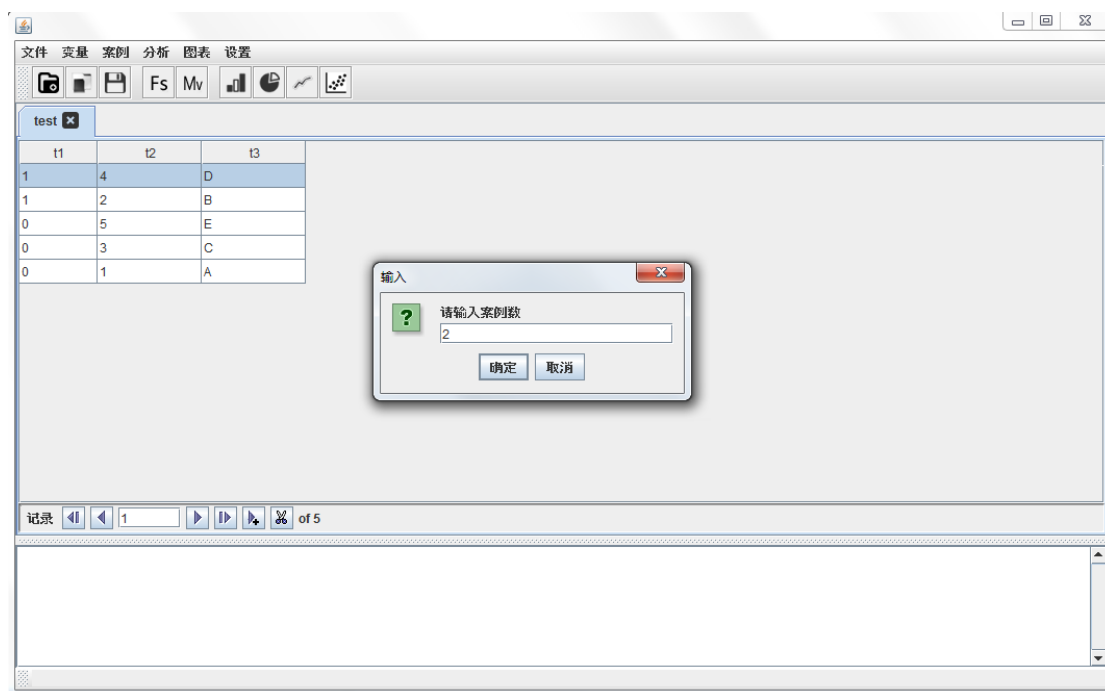 文件 变量 案例 分析 图表 设置
Fs Mv
test
t1 t2 t3
1 4 D
1 2 B
0 5 E
0 3 C
0 1 A
输入
请输入案例数
2
确定 取消
记录 1 of 5